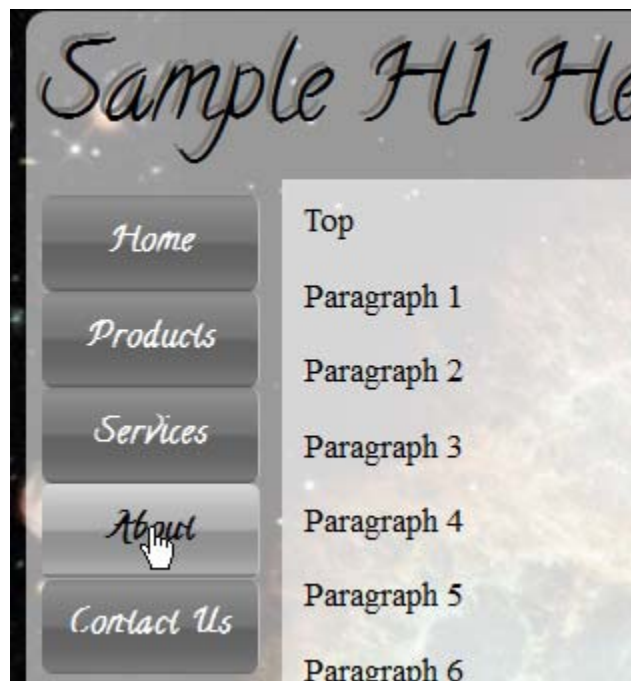 Sample H1 He
Home
Products
Services
About
Contact Us
Top
Paragraph 1
Paragraph 2
Paragraph 3
Paragraph 4
Paragraph 5
Paragraph 6